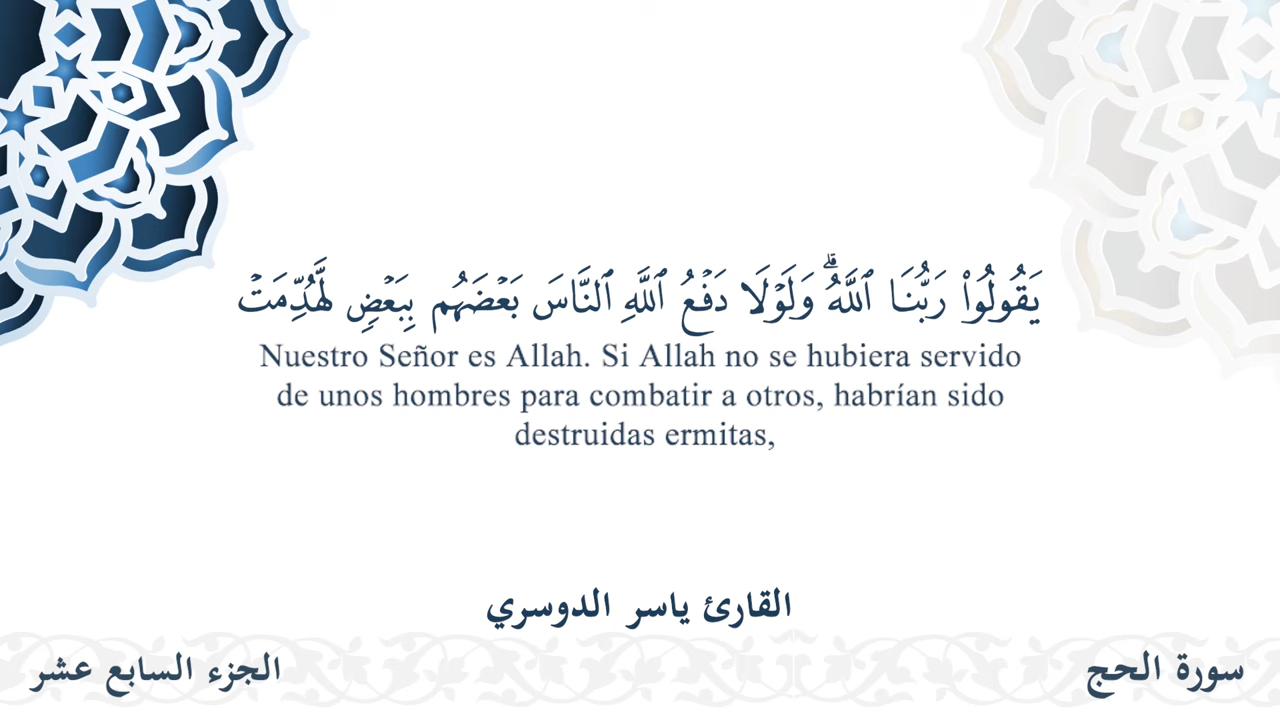 يَقُولُوا۟ رَبُّنَا ٱللَّهُ ۗ وَلَوْلَا دَفْعُ ٱللَّهِ ٱلنَّاسَ بَعْضَهُم بِبَعْضٍ لَّهُدِّمَتْ
Nuestro Señor es Allah. Si Allah no se hubiera servido
de unos hombres para combatir a otros, habrían sido
destruidas ermitas,
القارئ ياسر الدوسري
سورة الحج
الجزء السابع عشر